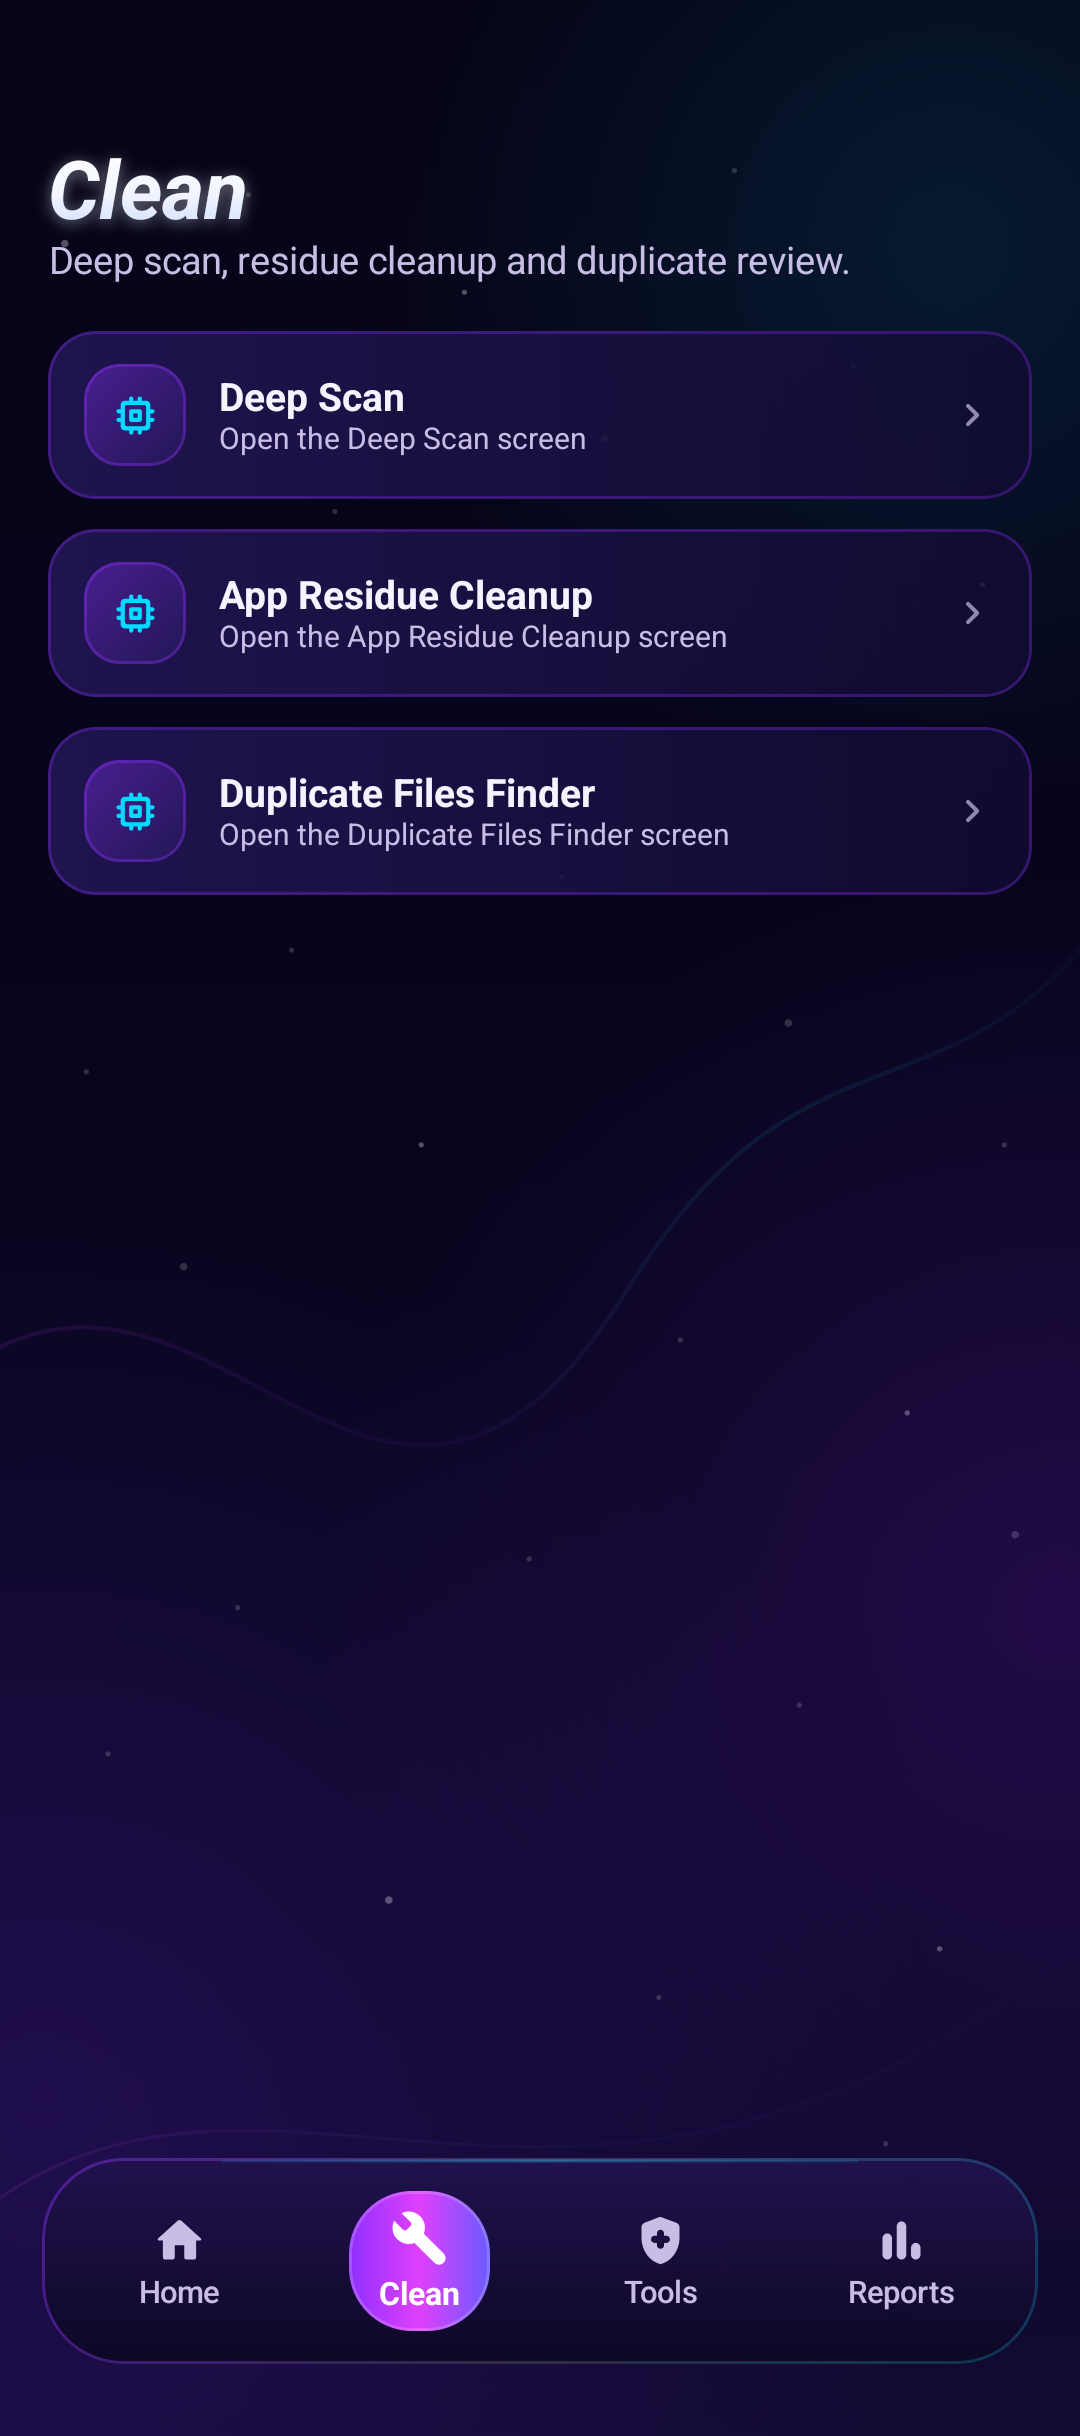 Clean
Deep scan, residue cleanup and duplicate review.
Deep Scan
Open the Deep Scan screen
App Residue Cleanup
Open the App Residue Cleanup screen
Duplicate Files Finder
Open the Duplicate Files Finder screen
Home
Clean
Tools
Reports